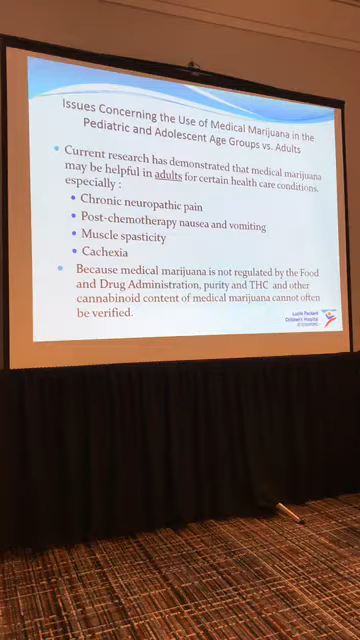 Issues Concerning the Use of Medical Marijuana in the
Pediatric and Adolescent Age Groups vs. Adults
• Current research has demonstrated that medical marijuana
may be helpful in adults for certain health care conditions,
especially :
• Chronic neuropathic pain
• Post-chemotherapy nausea and vomiting
• Muscle spasticity
• Cachexia
• Because medical marijuana is not regulated by the Food
and Drug Administration, purity and THC and other
cannabinoid content of medical marijuana cannot often
be verified.
Lucile Packard
Children's Hospital